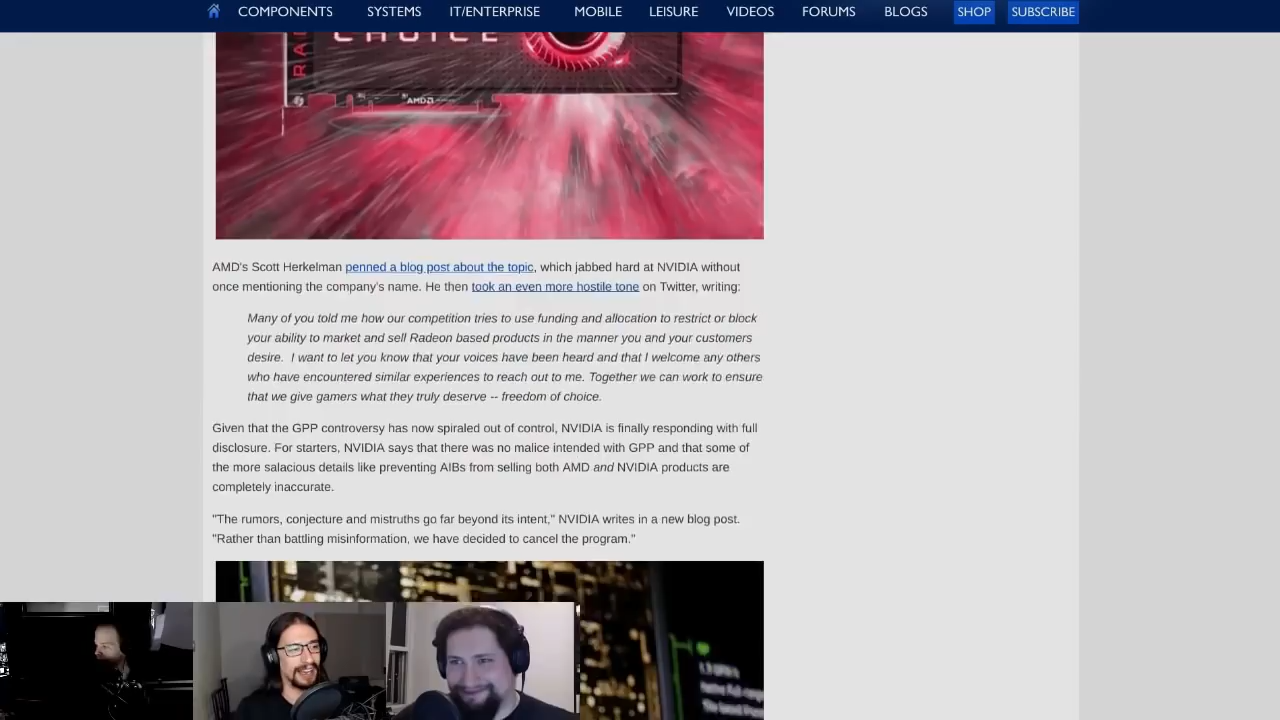 COMPONENTS SYSTEMS IT/ENTERPRISE MOBILE LEISURE VIDEOS FORUMS BLOGS SHOP SUBSCRIBE
CHOICE
AMD
AMD's Scott Herkelman penned a blog post about the topic, which jabbed hard at NVIDIA without
once mentioning the company's name. He then took an even more hostile tone on Twitter, writing:
Many of you told me how our competition tries to use funding and allocation to restrict or block
your ability to market and sell Radeon based products in the manner you and your customers
desire. I want to let you know that your voices have been heard and that I welcome any others
who have encountered similar experiences to reach out to me. Together we can work to ensure
that we give gamers what they truly deserve -- freedom of choice.
Given that the GPP controversy has now spiraled out of control, NVIDIA is finally responding with full
disclosure. For starters, NVIDIA says that there was no malice intended with GPP and that some of
the more salacious details like preventing AIBs from selling both AMD and NVIDIA products are
completely inaccurate.
"The rumors, conjecture and mistruths go far beyond its intent," NVIDIA writes in a new blog post.
"Rather than battling misinformation, we have decided to cancel the program."